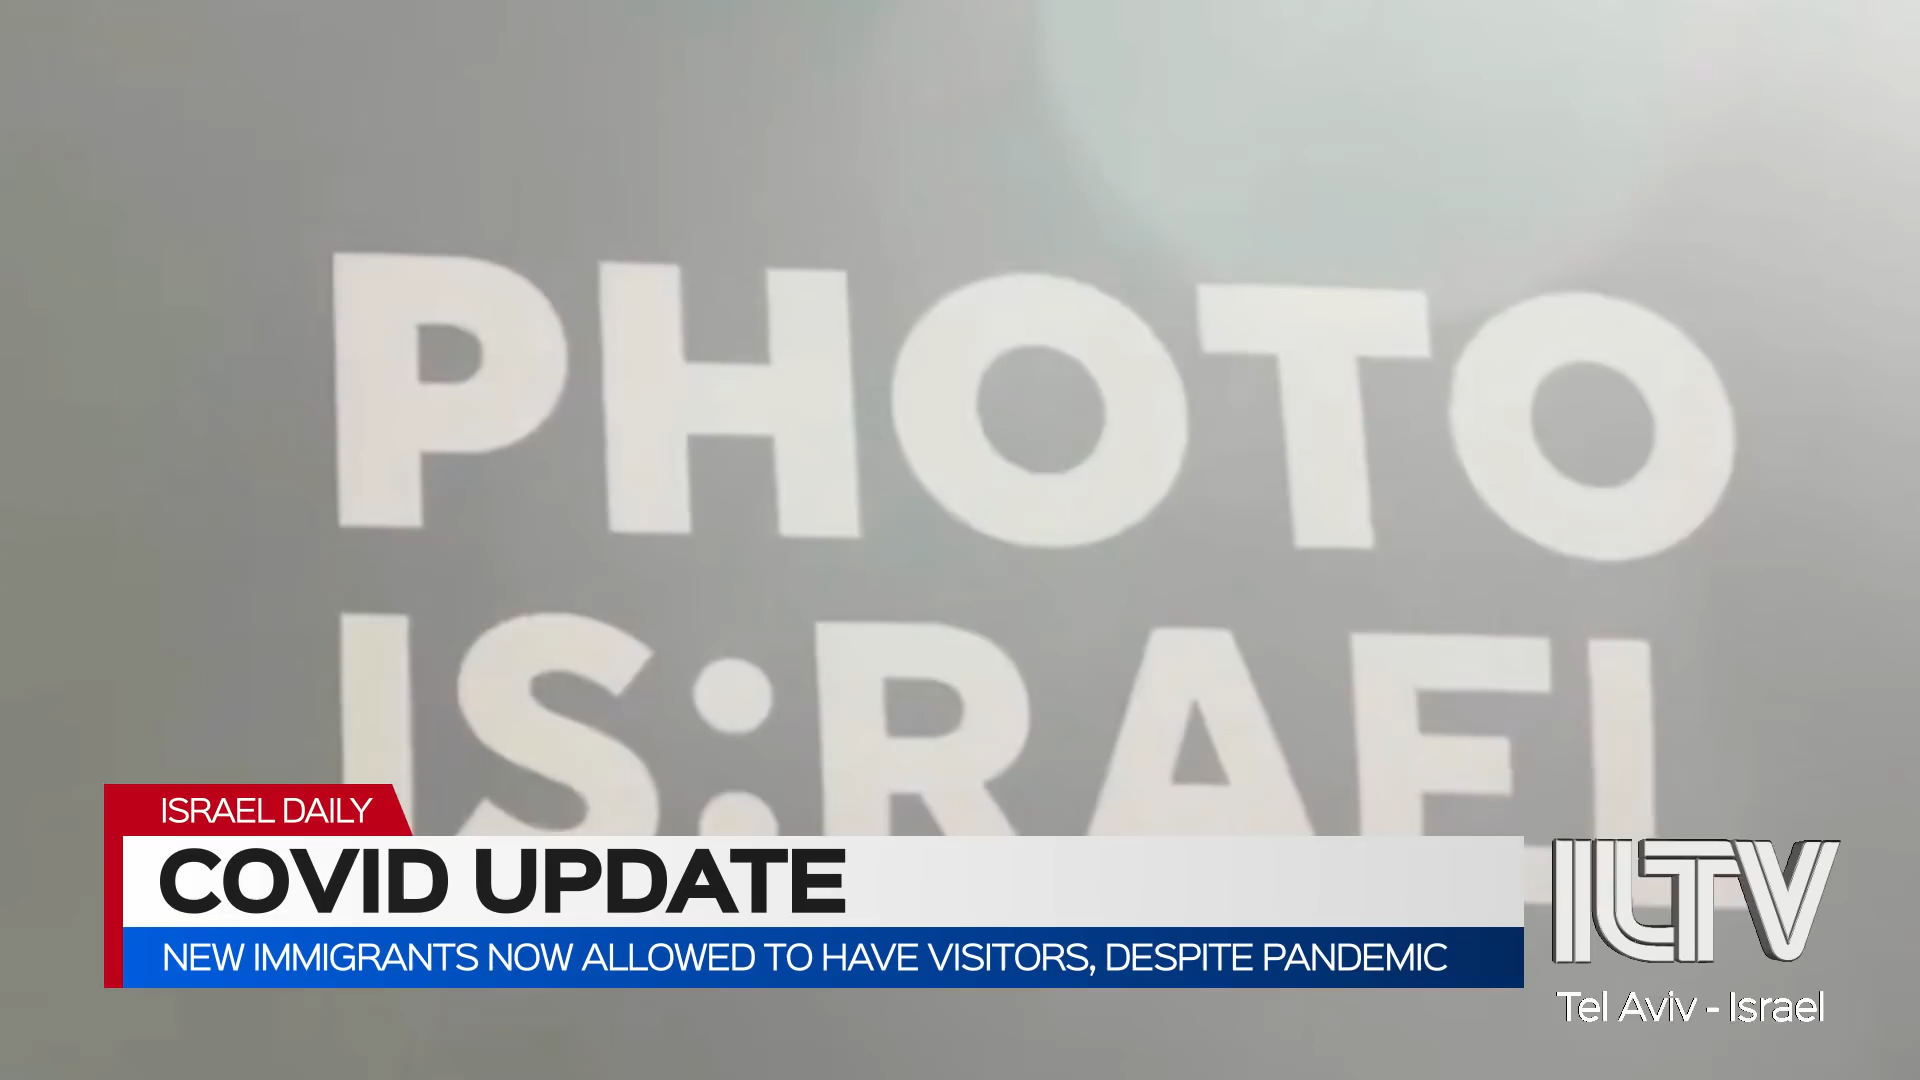 PHOTO
IS:RAEL
ISRAEL DAILY
COVID UPDATE
NEW IMMIGRANTS NOW ALLOWED TO HAVE VISITORS, DESPITE PANDEMIC
ILTV
Tel Aviv - Israel